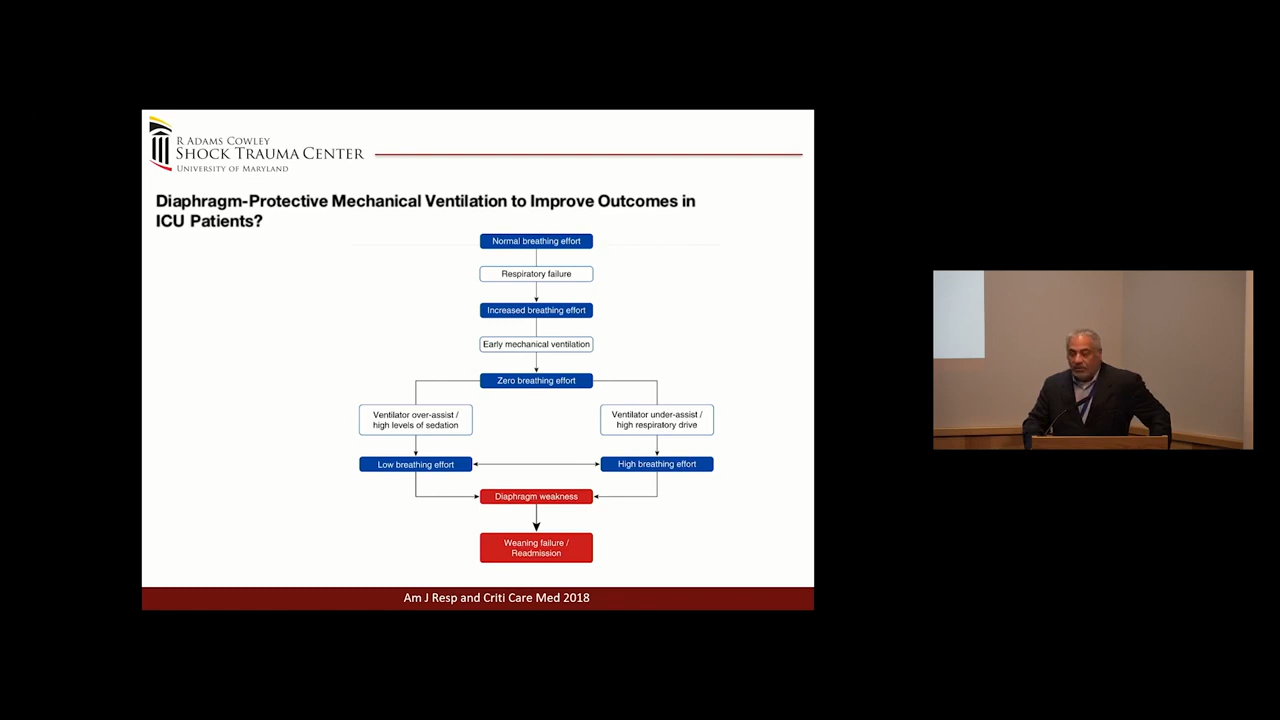 R ADAMS COWLEY
SHOCK TRAUMA CENTER
UNIVERSITY OF MARYLAND
Diaphragm-Protective Mechanical Ventilation to Improve Outcomes in
ICU Patients?
Normal breathing effort
Respiratory failure
Increased breathing effort
Early mechanical ventilation
Zero breathing effort
Ventilator over-assist /
high levels of sedation
Ventilator under-assist /
high respiratory drive
Low breathing effort
High breathing effort
Diaphragm weakness
Weaning failure /
Readmission
Am J Resp and Criti Care Med 2018